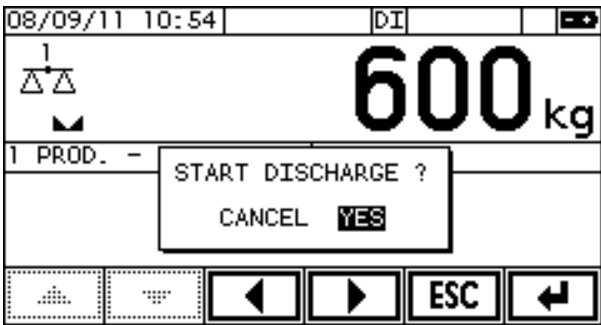 08/09/11 10:54 DI
1
600 kg
1 PROD. -
START DISCHARGE ?
CANCEL YES
ESC